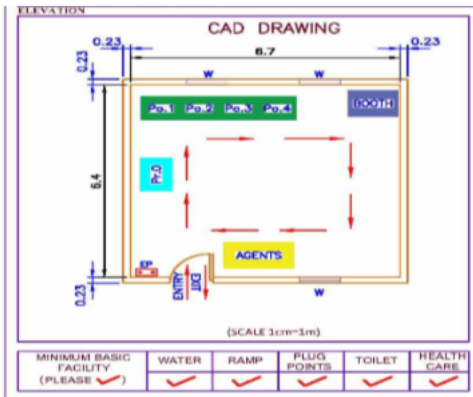 ELEVATION
CAD DRAWING
0.23 6.7 0.23
0.23
W W
Po.1 Po.2 Po.3 Po.4
BOOTH
Pr.O
6.4
AGENTS
EP
ENTRY
EXIT
0.23
W
(SCALE 1cm=1m)
MINIMUM BASIC FACILITY (PLEASE ✓)
WATER
RAMP
PLUG POINTS
TOILET
HEALTH CARE